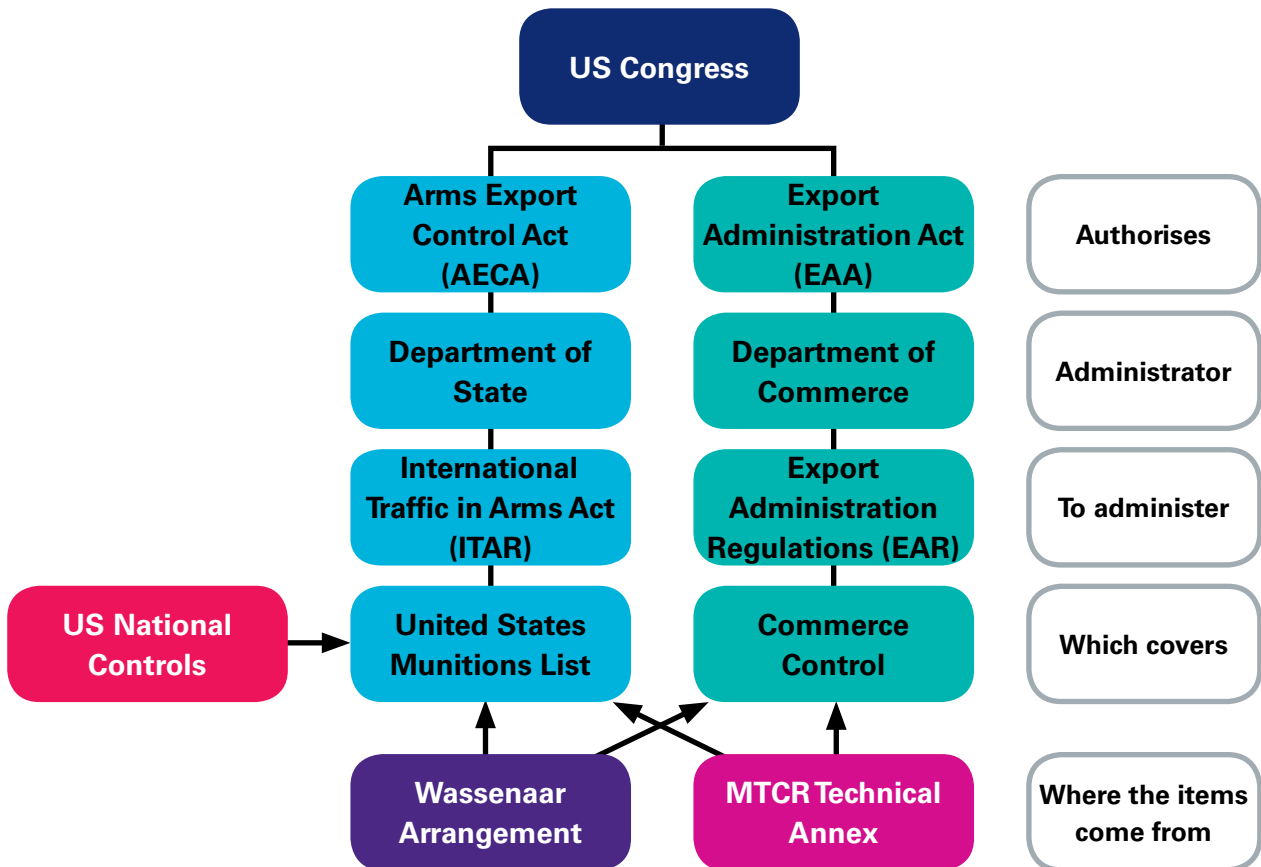 US Congress
Arms Export
Control Act
(AECA)
Export
Administration Act
(EAA)
Authorises
Department of
State
Department of
Commerce
Administrator
International
Traffic in Arms Act
(ITAR)
Export
Administration
Regulations (EAR)
To administer
US National
Controls
United States
Munitions List
Commerce
Control
Which covers
Wassenaar
Arrangement
MTCR Technical
Annex
Where the items
come from